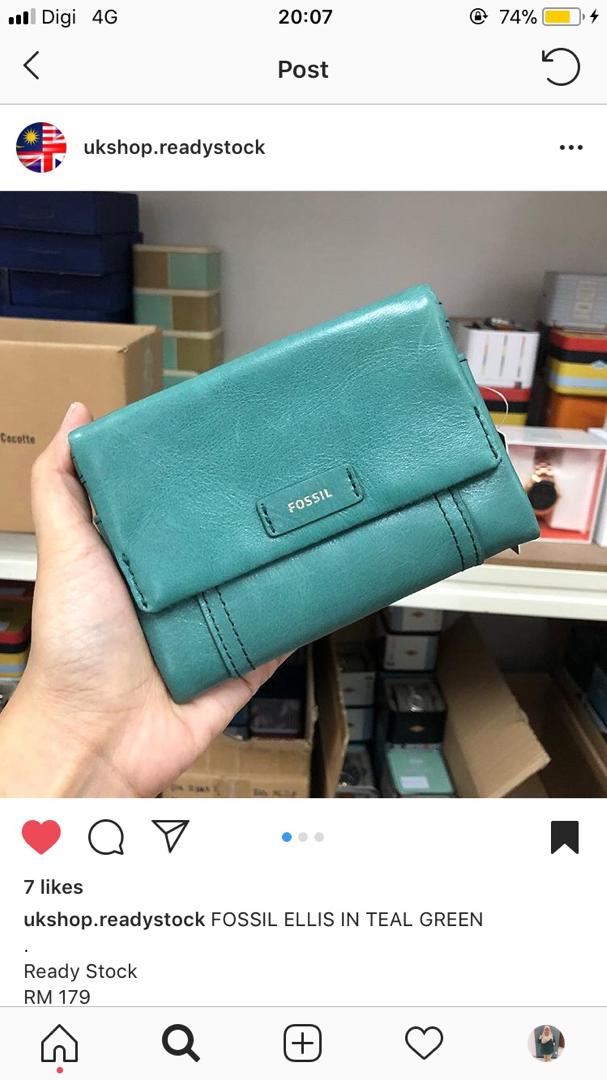 Digi 4G 20:07 74%
Post
ukshop.readystock
Cocotte
FOSSIL
7 likes
ukshop.readystock FOSSIL ELLIS IN TEAL GREEN
.
Ready Stock
RM 179